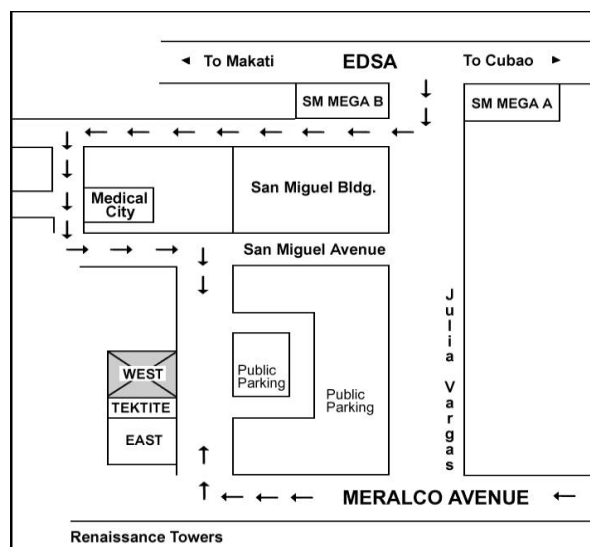 To Makati
EDSA
To Cubao
SM MEGA B
SM MEGA A
San Miguel Bldg.
Medical
City
San Miguel Avenue
Julia Vargas
WEST
TEKTITE
EAST
Public
Parking
Public
Parking
MERALCO AVENUE
Renaissance Towers